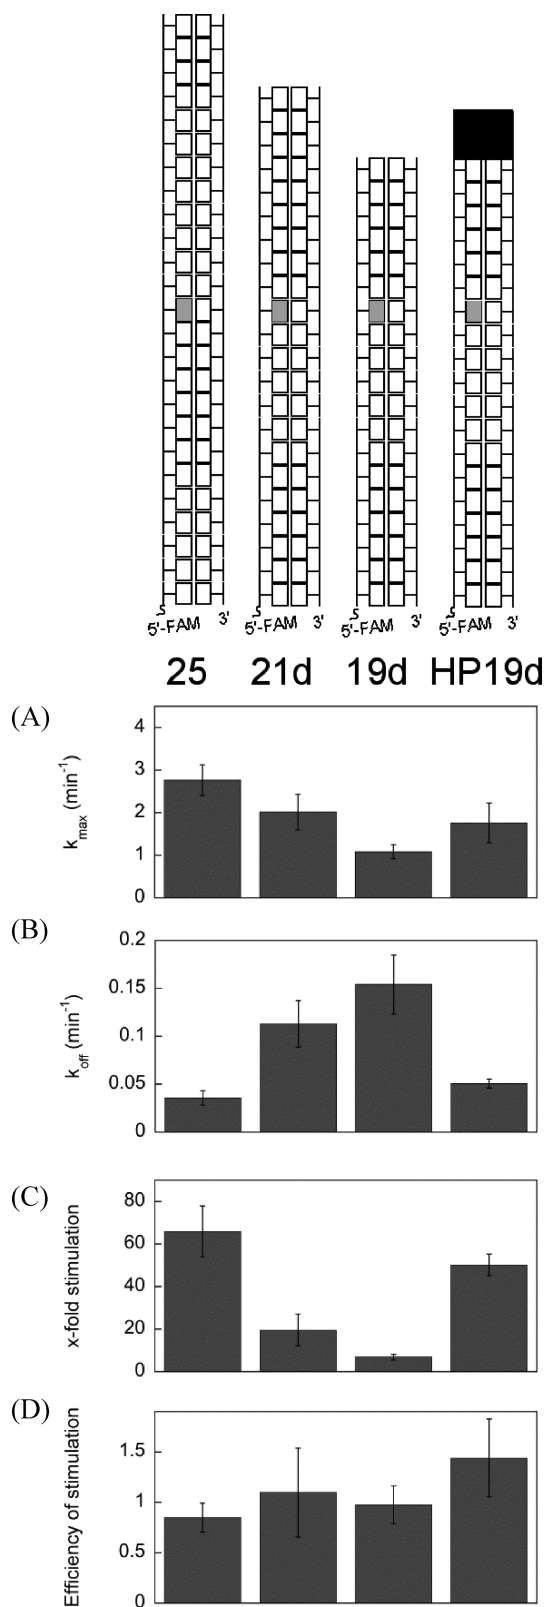 5'-FAM 3' 5'-FAM 3' 5'-FAM 3' 5'-FAM 3'
25 21d 19d HP19d
(A)
kmax (min-1)
4
3
2
1
0
(B)
koff (min-1)
0.2
0.15
0.1
0.05
0
(C)
x-fold stimulation
80
60
40
20
0
(D)
Efficiency of stimulation
1.5
1
0.5
0